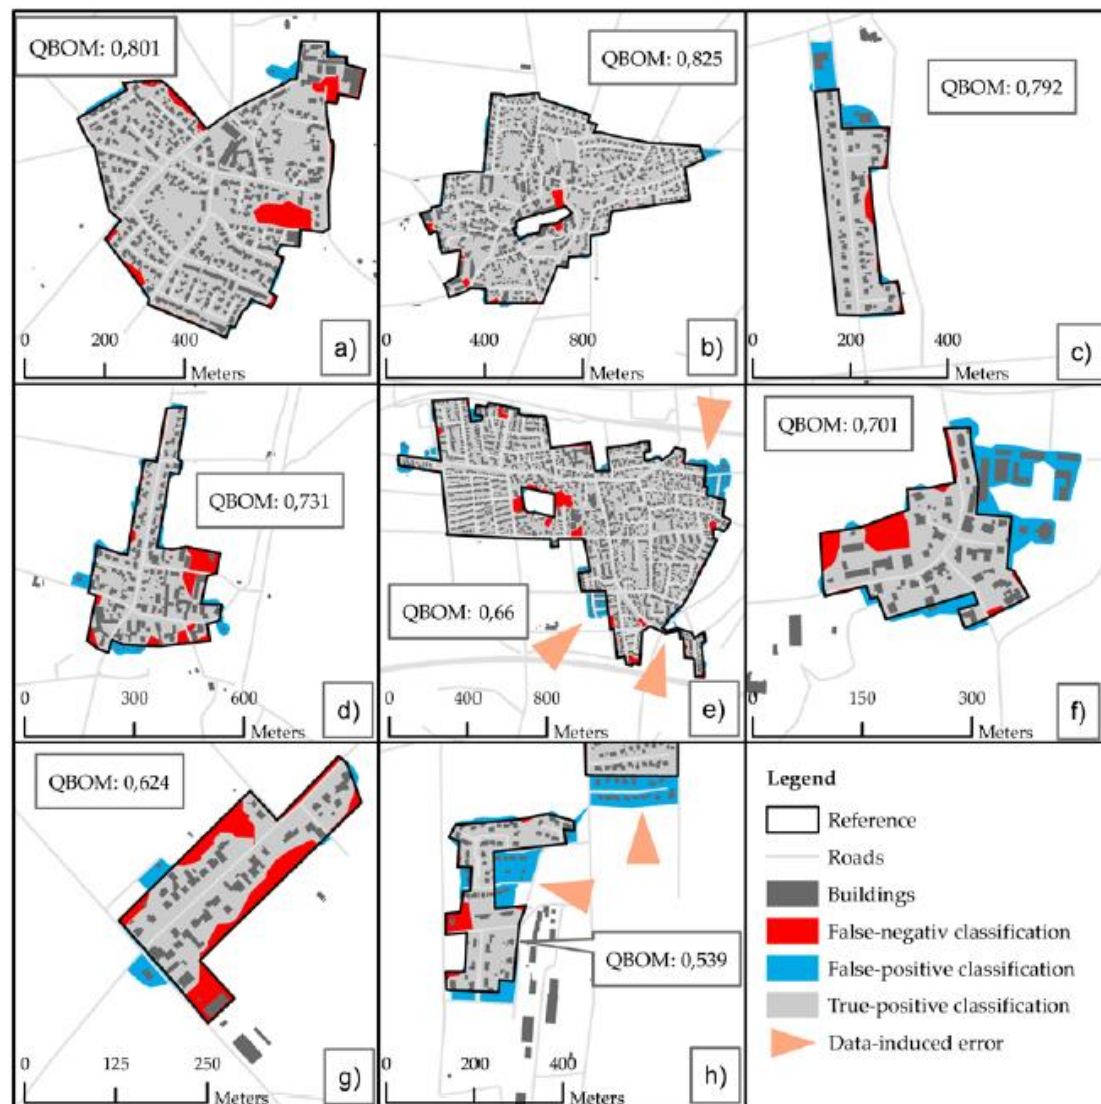 QBOM: 0,801
0 200 400
Meters
a)
QBOM: 0,825
0 400 800
Meters
b)
QBOM: 0,792
0 200 400
Meters
c)
QBOM: 0,731
0 300 600
Meters
d)
QBOM: 0,66
0 400 800
Meters
e)
QBOM: 0,701
0 150 300
Meters
f)
QBOM: 0,624
0 125 250
Meters
g)
QBOM: 0,539
0 200 400
Meters
h)
Legend
Reference
Roads
Buildings
False-negativ classification
False-positive classification
True-positive classification
Data-induced error